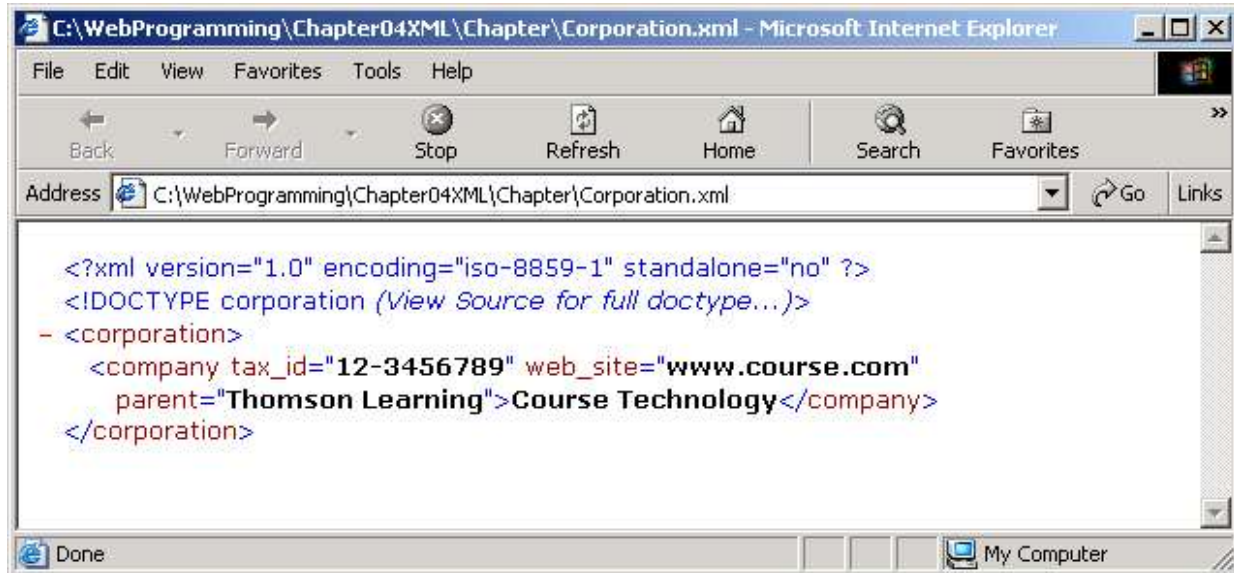 C:\WebProgramming\Chapter04XML\Chapter\Corporation.xml - Microsoft Internet Explorer
File Edit View Favorites Tools Help
Back Forward Stop Refresh Home Search Favorites »
Address C:\WebProgramming\Chapter04XML\Chapter\Corporation.xml Go Links
<?xml version="1.0" encoding="iso-8859-1" standalone="no" ?>
<!DOCTYPE corporation (View Source for full doctype...)>
- <corporation>
<company tax_id="12-3456789" web_site="www.course.com"
parent="Thomson Learning">Course Technology</company>
</corporation>
Done My Computer